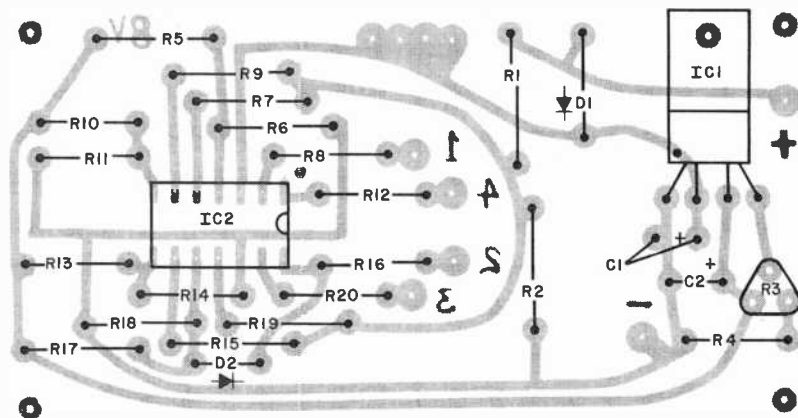 V8
R5
+
IC1
R9
R1
R7
D1
R10
R6
+
R11
R8
1
R12
4
IC2
R13
R16
2
C1
+
+
C2
R3
R14
R20
3
R2
-
R18
R19
R4
R17
R15
D2